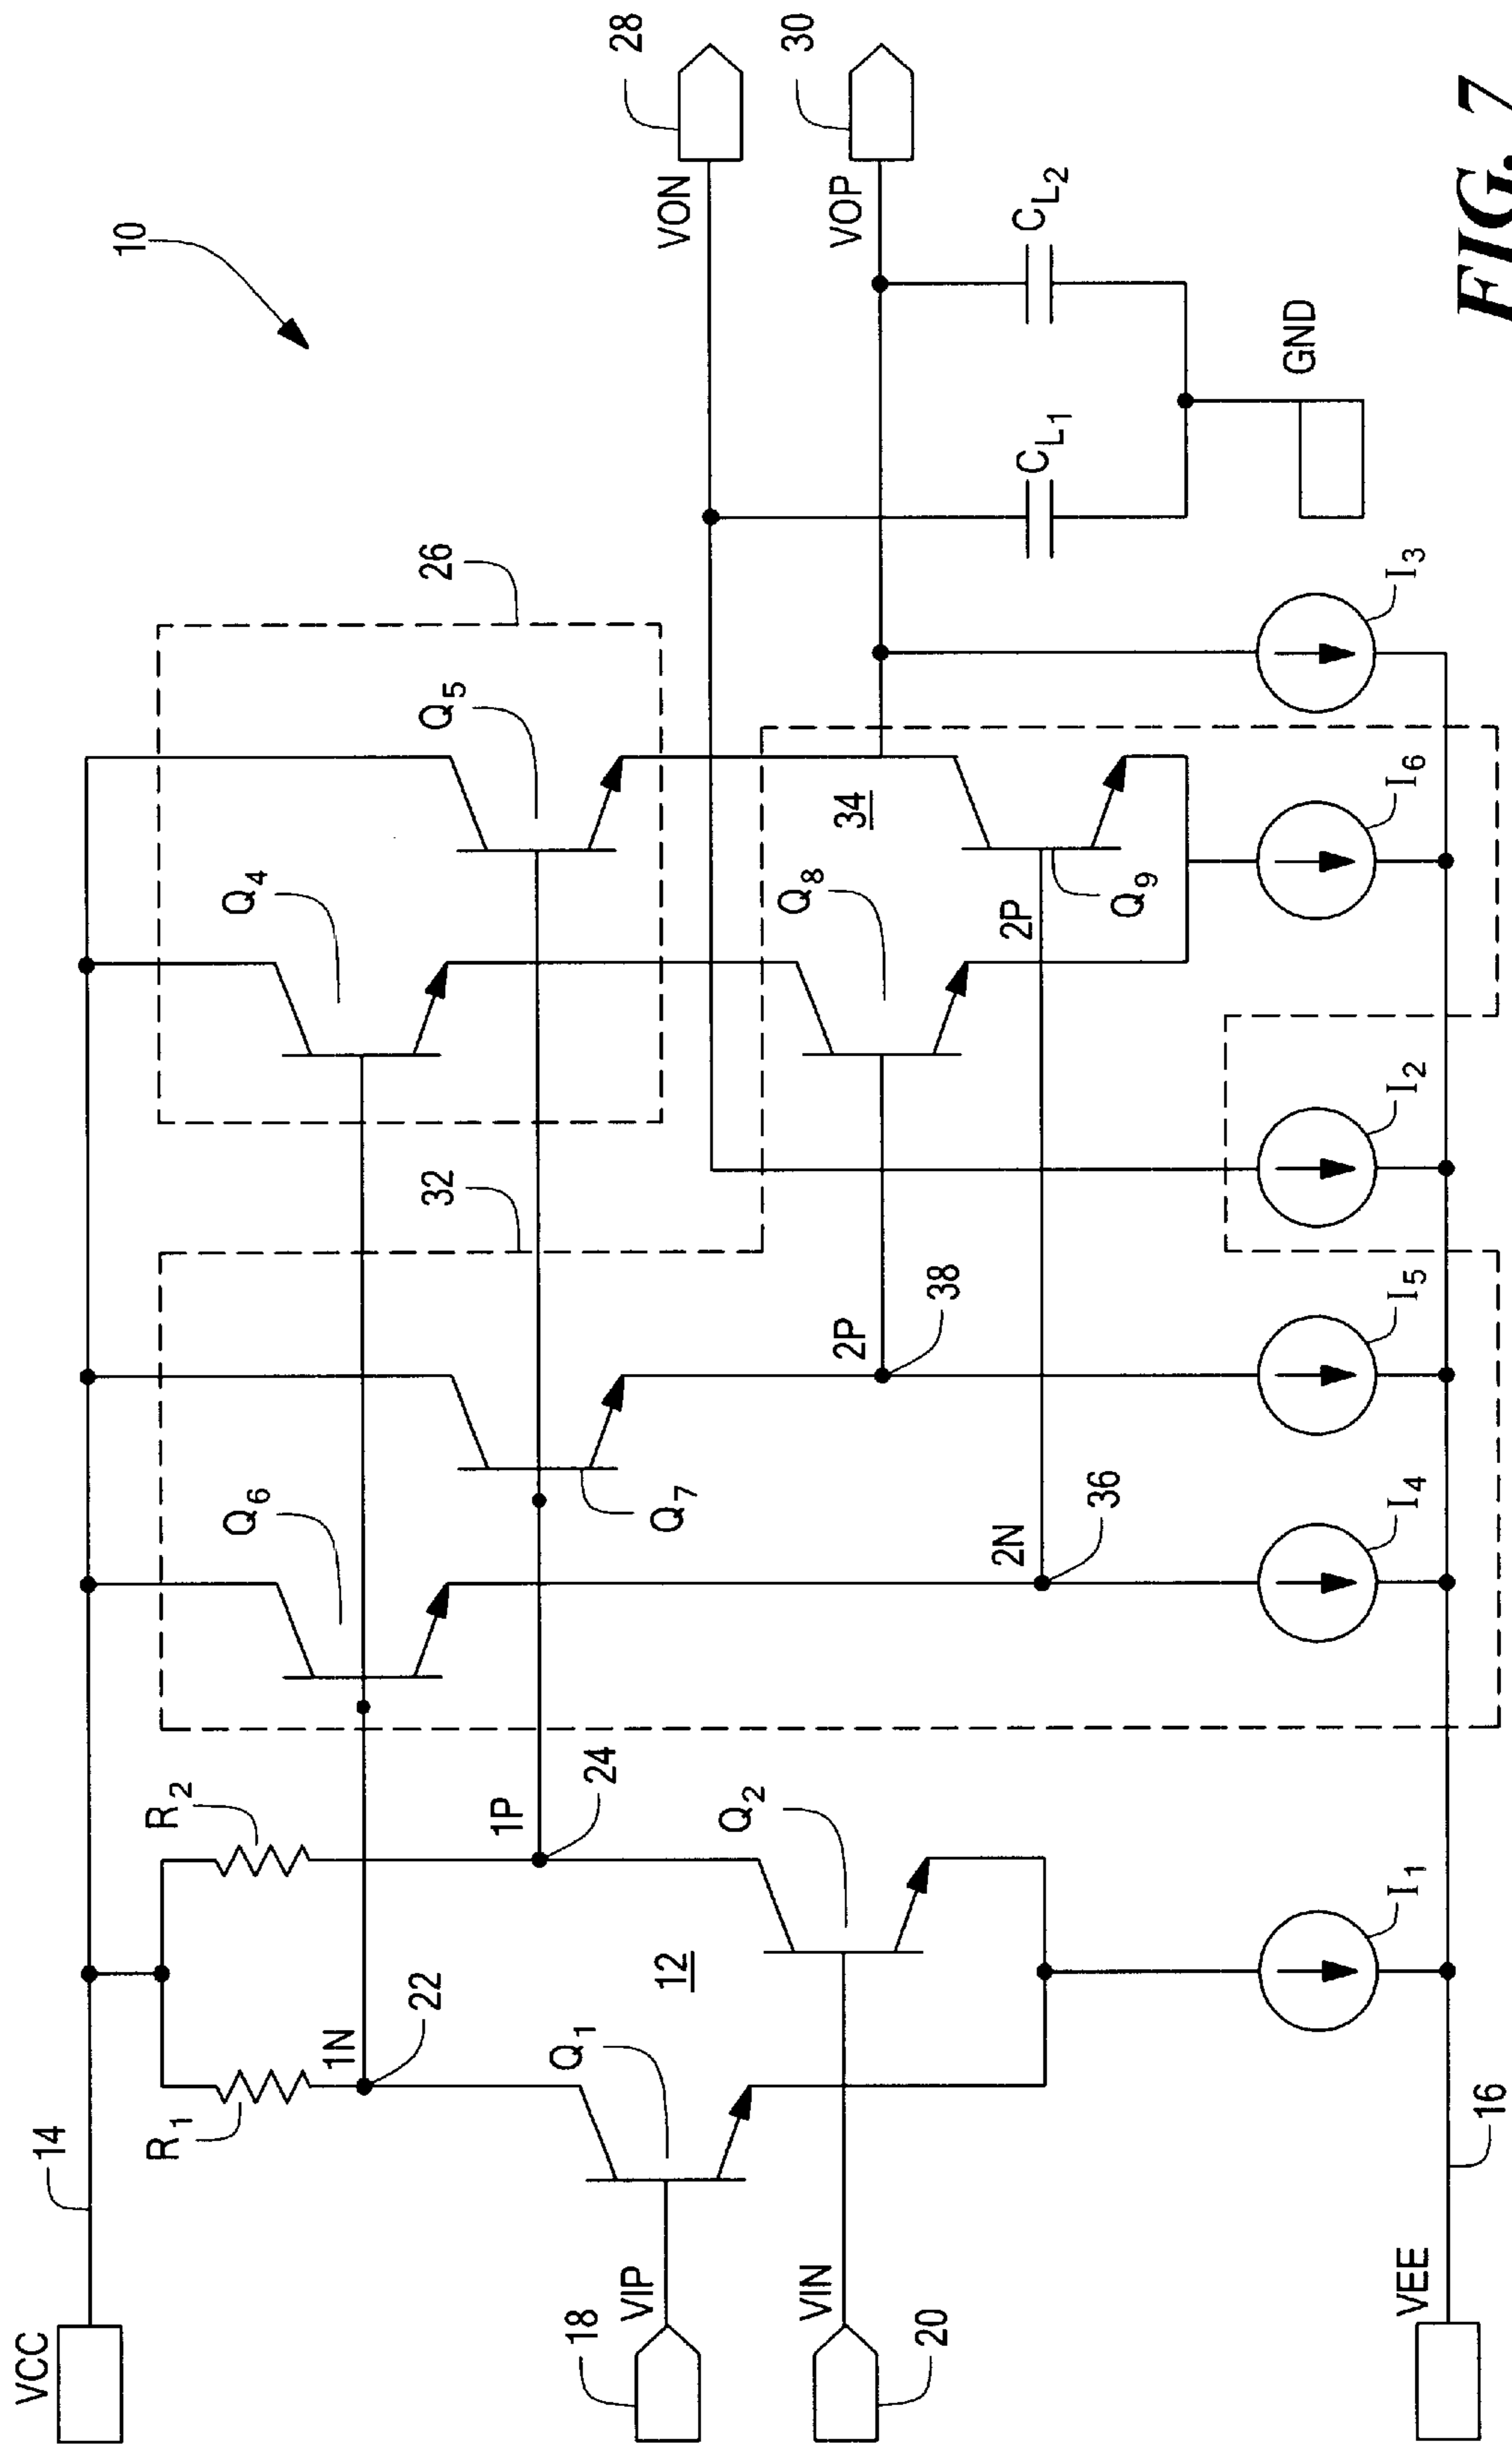 10
VCC
14
R1
R2
1N
22
1P
24
VIP
18
VIN
20
Q1
12
Q2
VEE
16
I1
Q6
Q7
32
2N
36
2P
38
I4
I5
I2
Q4
Q5
26
Q8
34
2P
Q9
I6
I3
VON
28
VOP
30
CL1
CL2
GND
FIG. 7